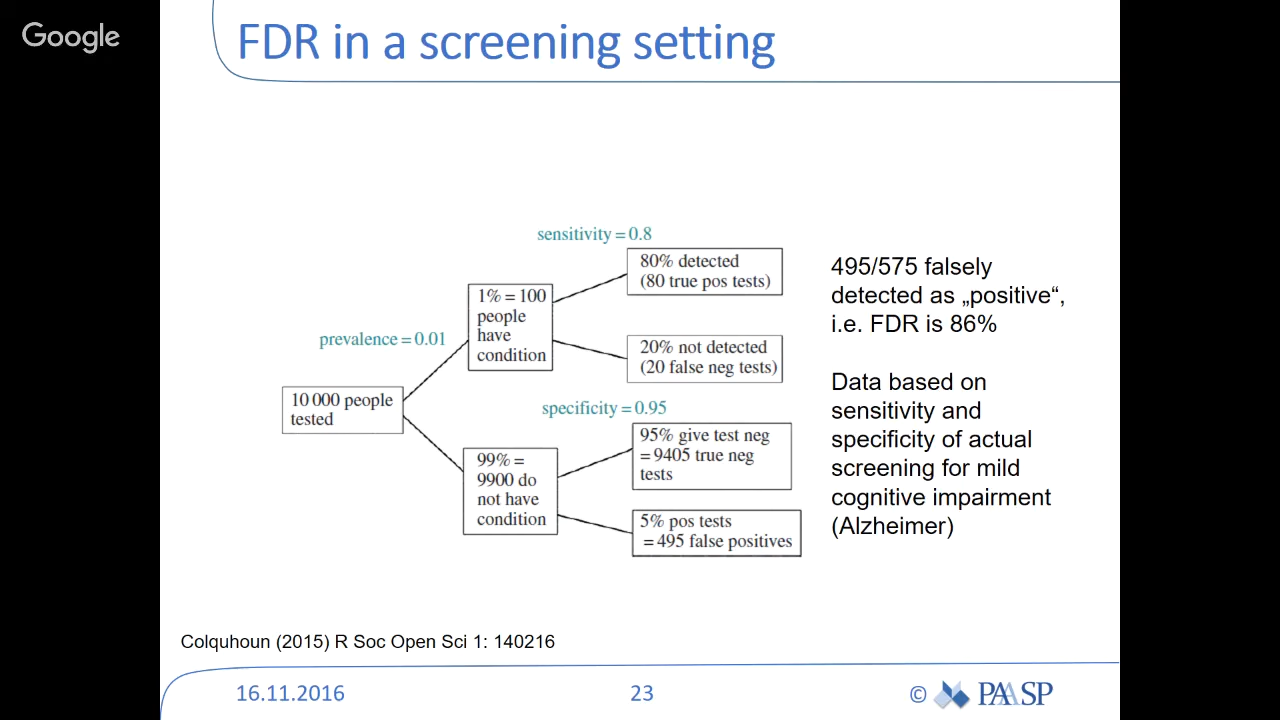 Google
FDR in a screening setting
sensitivity = 0.8
80% detected
(80 true pos tests)
1% = 100
people
have
condition
prevalence = 0.01
20% not detected
(20 false neg tests)
10 000 people
tested
specificity = 0.95
95% give test neg
= 9405 true neg
tests
99% =
9900 do
not have
condition
5% pos tests
= 495 false positives
495/575 falsely
detected as „positive“,
i.e. FDR is 86%
Data based on
sensitivity and
specificity of actual
screening for mild
cognitive impairment
(Alzheimer)
Colquhoun (2015) R Soc Open Sci 1: 140216
16.11.2016
23
© PAASP